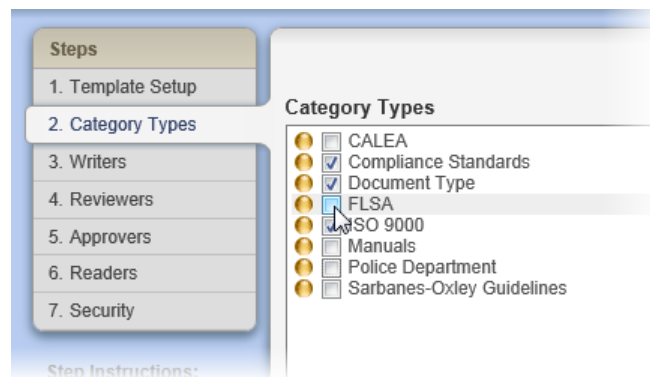 Steps
1. Template Setup
2. Category Types
3. Writers
4. Reviewers
5. Approvers
6. Readers
7. Security
Step Instructions:
Category Types
CALEA
Compliance Standards
Document Type
FLSA
ISO 9000
Manuals
Police Department
Sarbanes-Oxley Guidelines